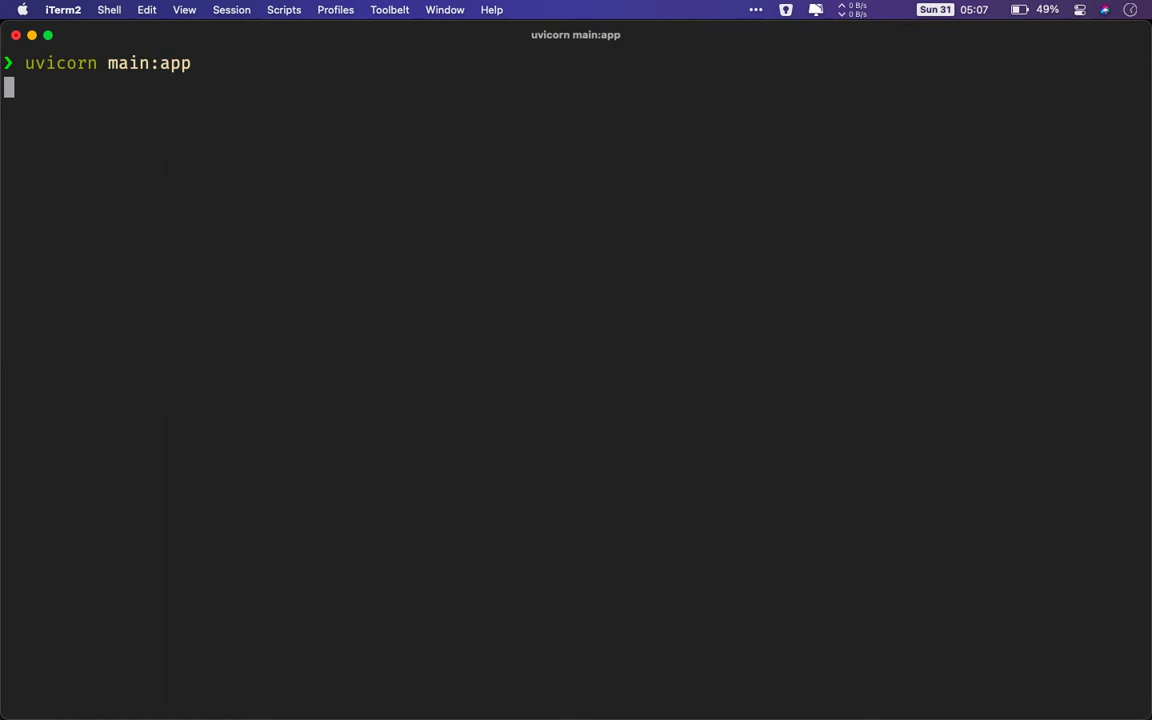 iTerm2 Shell Edit View Session Scripts Profiles Toolbelt Window Help ••• 0 B/s Sun 31 05:07 49%
0 B/s
uvicorn main:app
❯ uvicorn main:app